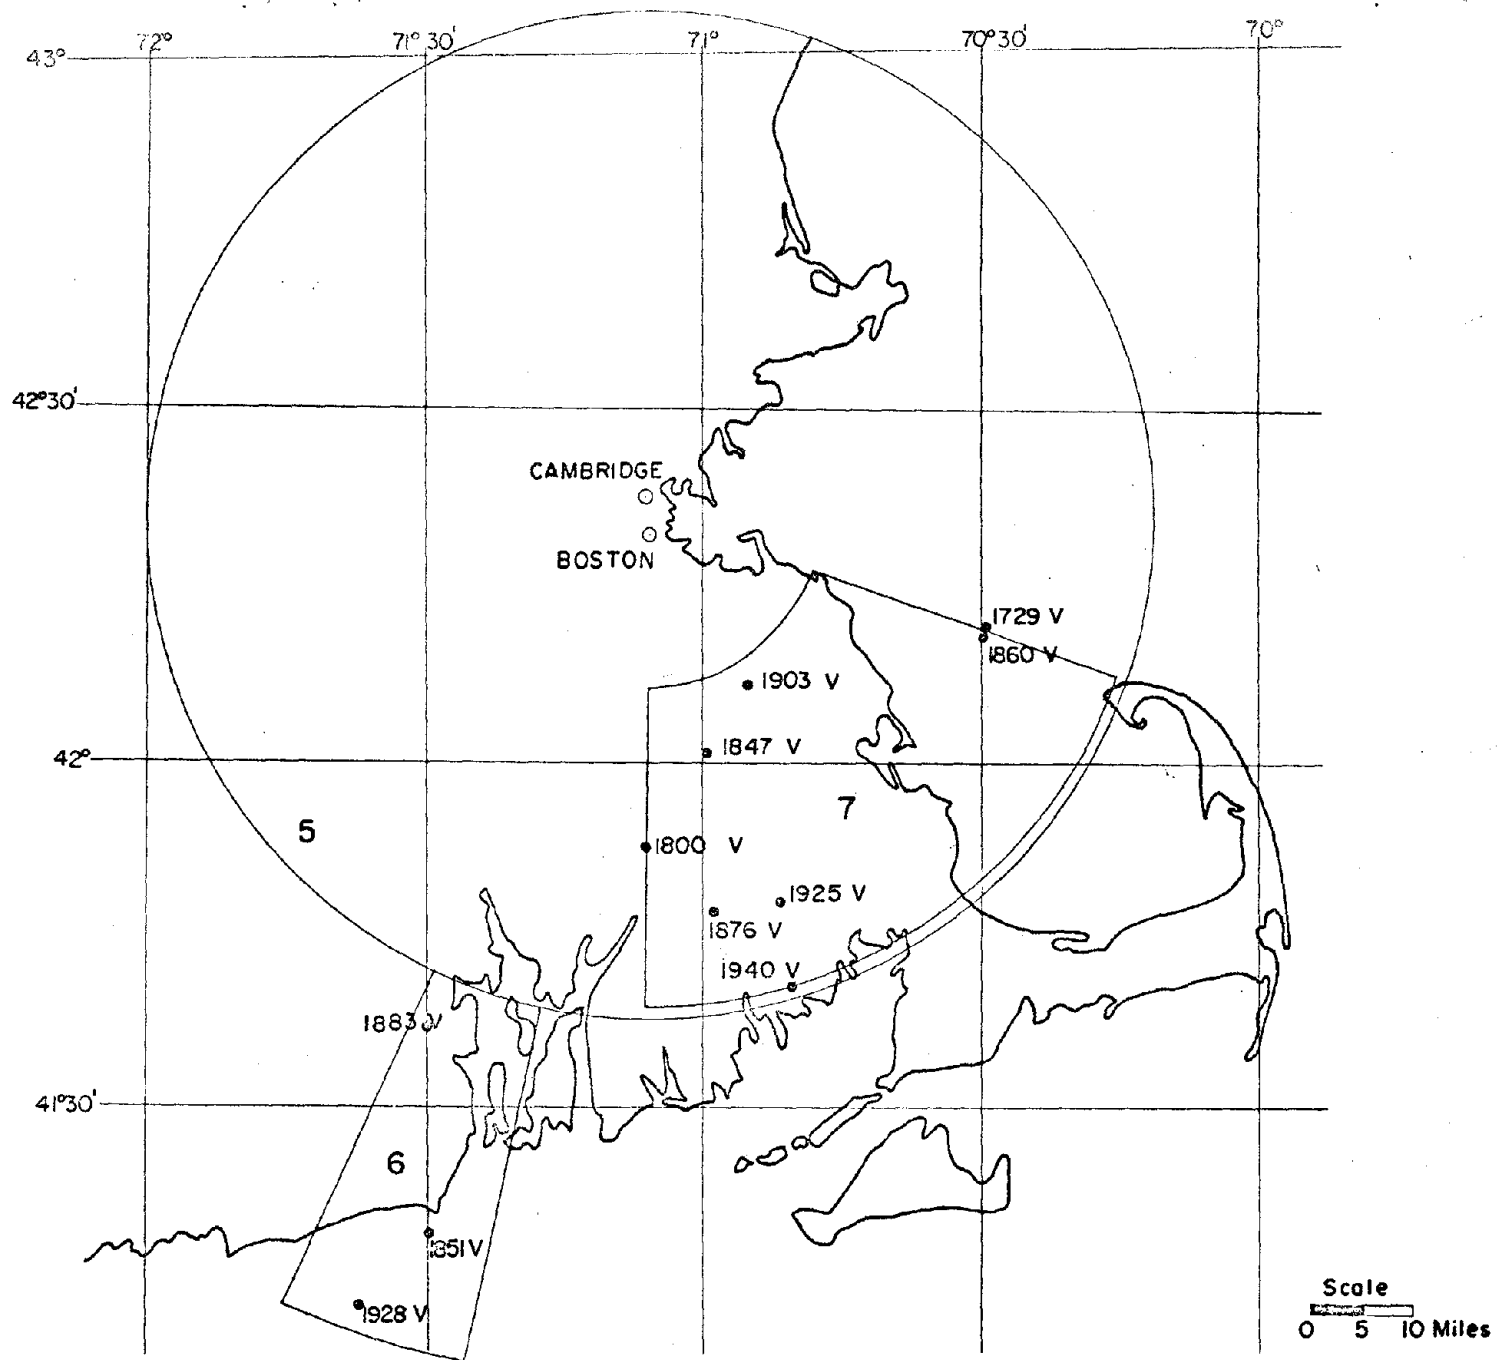 72° 71°30' 71° 70°30' 70°
43°
42°30'
CAMBRIDGE
BOSTON
1729 V
1860 V
1903 V
1847 V
42°
7
5
1800 V
1925 V
1876 V
1940 V
1883 V
41°30'
6
1851 V
1928 V
Scale
0 5 10 Miles